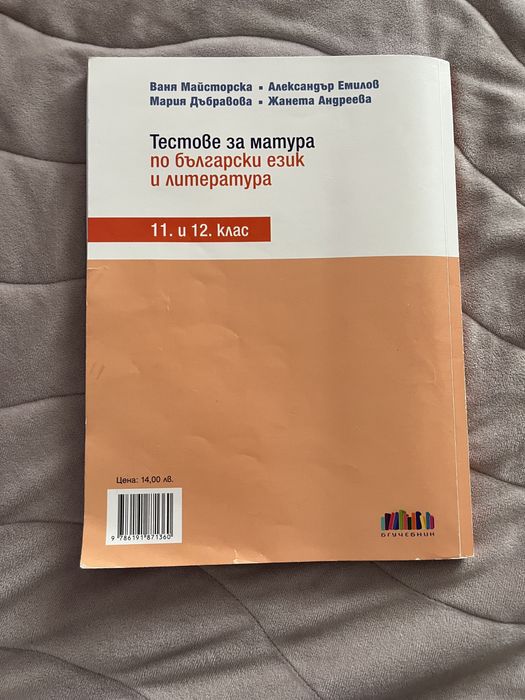 Ваня Майсторска ▪ Александър Емилов
Мария Дъбравова ▪ Жанета Андреева
Тестове за матура
по български език
и литература
11. и 12. клас
Цена: 14,00 лв.
9 786191 871360
БГУЧЕБНИК